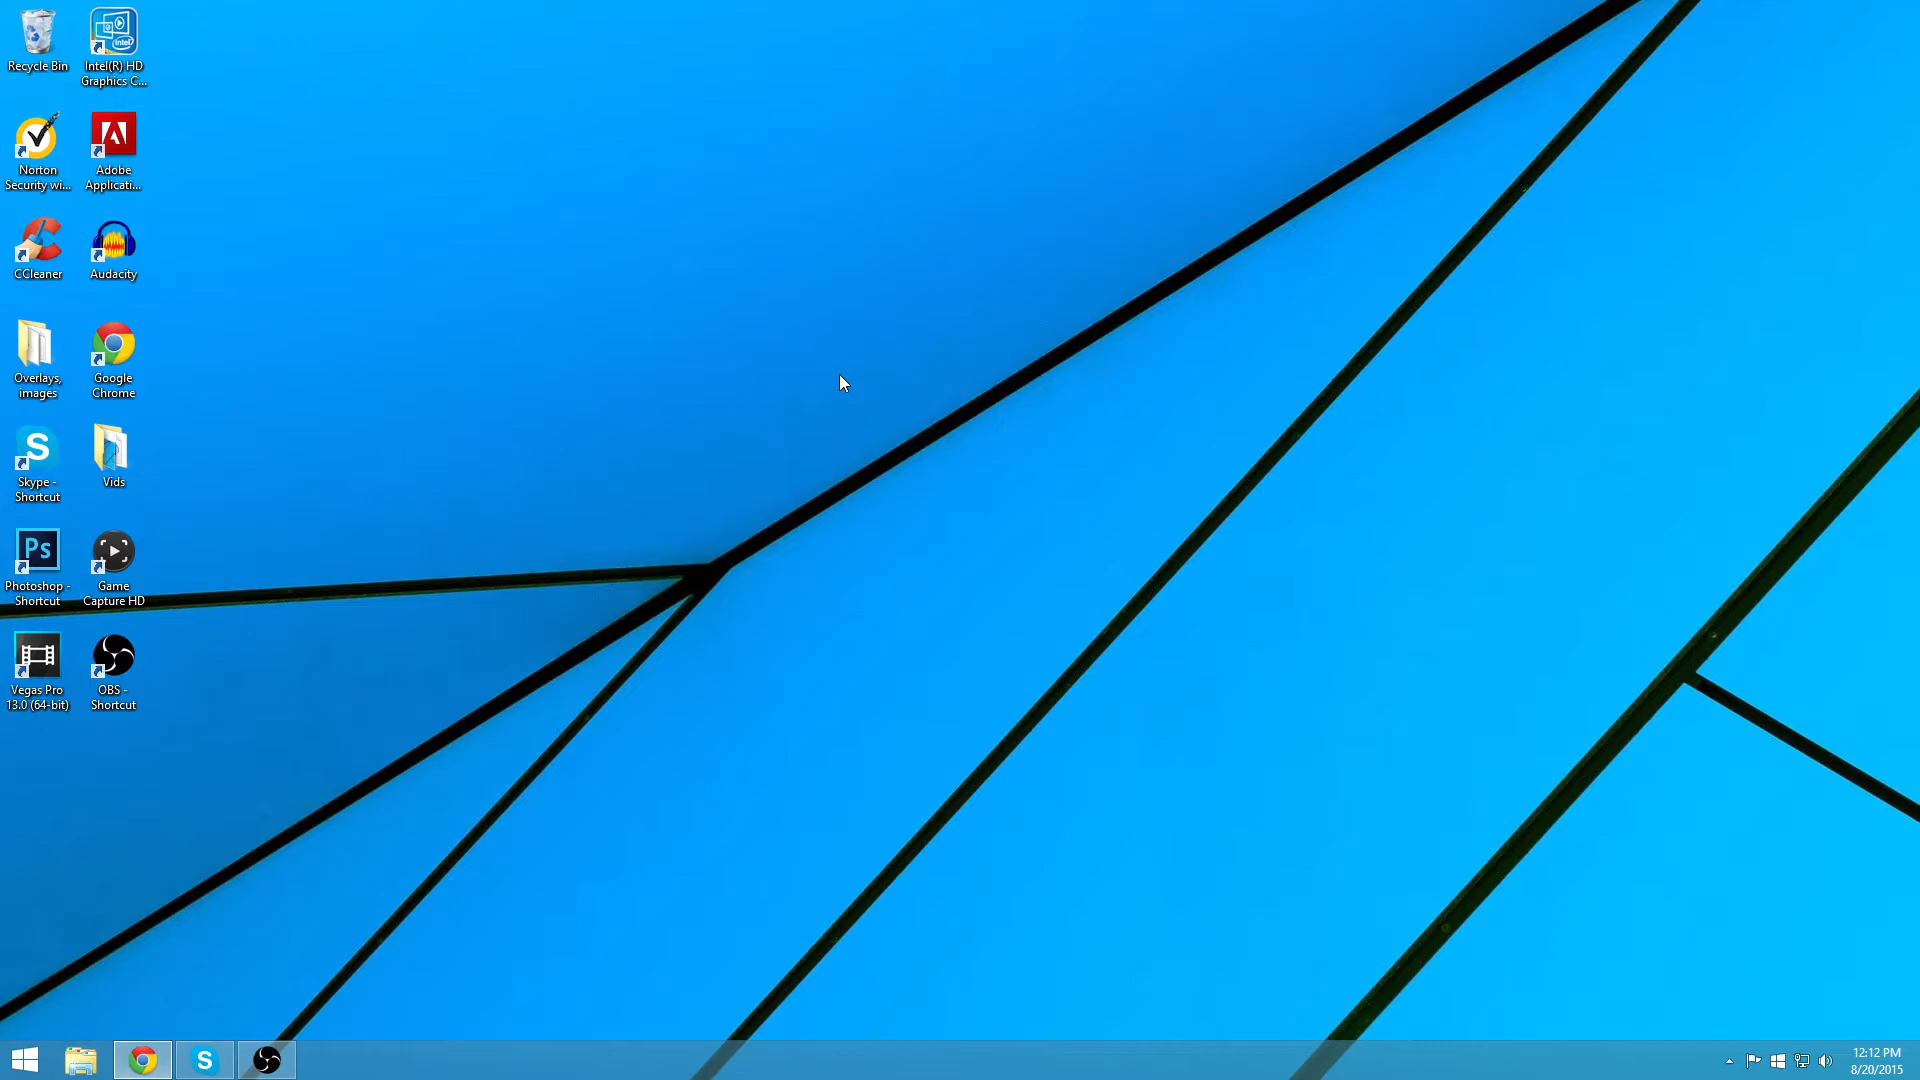 Recycle Bin
Intel(R) HD
Graphics C...
intel
Norton
Security wi...
Adobe
Applicati...
CCleaner
Audacity
Overlays,
images
Google
Chrome
S
Skype -
Shortcut
Vids
Ps
Photoshop -
Shortcut
Game
Capture HD
Vegas Pro
13.0 (64-bit)
OBS -
Shortcut
S
12:12 PM
8/20/2015